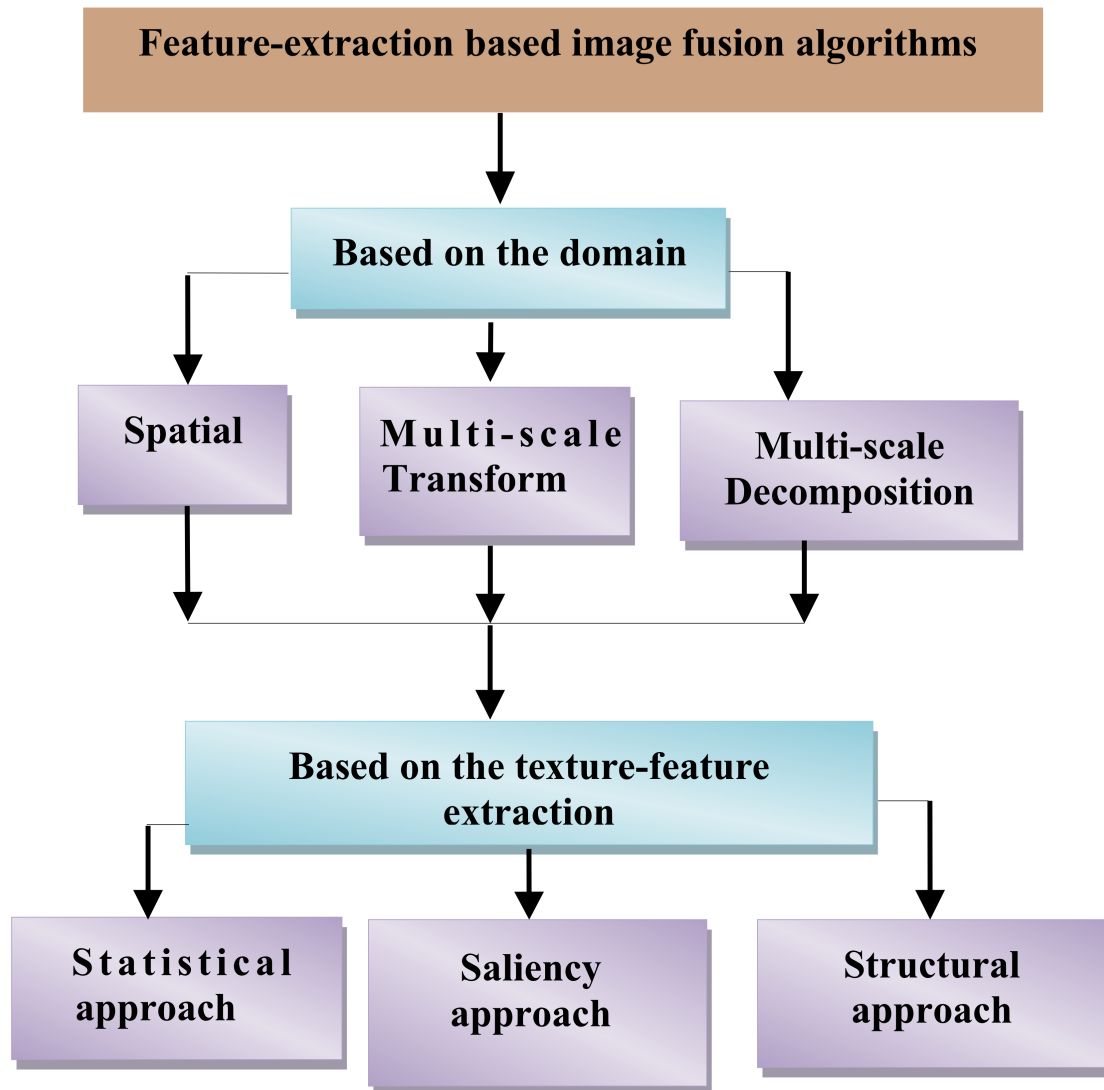 Feature-extraction based image fusion algorithms
Based on the domain
Spatial
Multi-scale
Transform
Multi-scale
Decomposition
Based on the texture-feature
extraction
Statistical
approach
Saliency
approach
Structural
approach